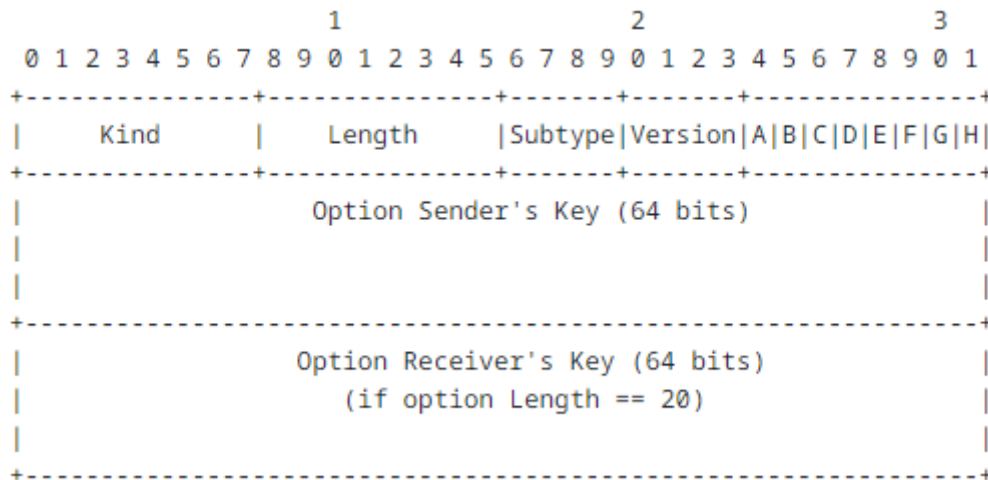 1                   2                   3
 0 1 2 3 4 5 6 7 8 9 0 1 2 3 4 5 6 7 8 9 0 1 2 3 4 5 6 7 8 9 0 1
+---------------+---------------+-------+-------+---------------+
|     Kind      |    Length     |Subtype|Version|A|B|C|D|E|F|G|H|
+---------------+---------------+-------+-------+---------------+
|                   Option Sender's Key (64 bits)               |
|                                                               |
|                                                               |
+---------------------------------------------------------------+
|                  Option Receiver's Key (64 bits)              |
|                     (if option Length == 20)                  |
|                                                               |
+---------------------------------------------------------------+